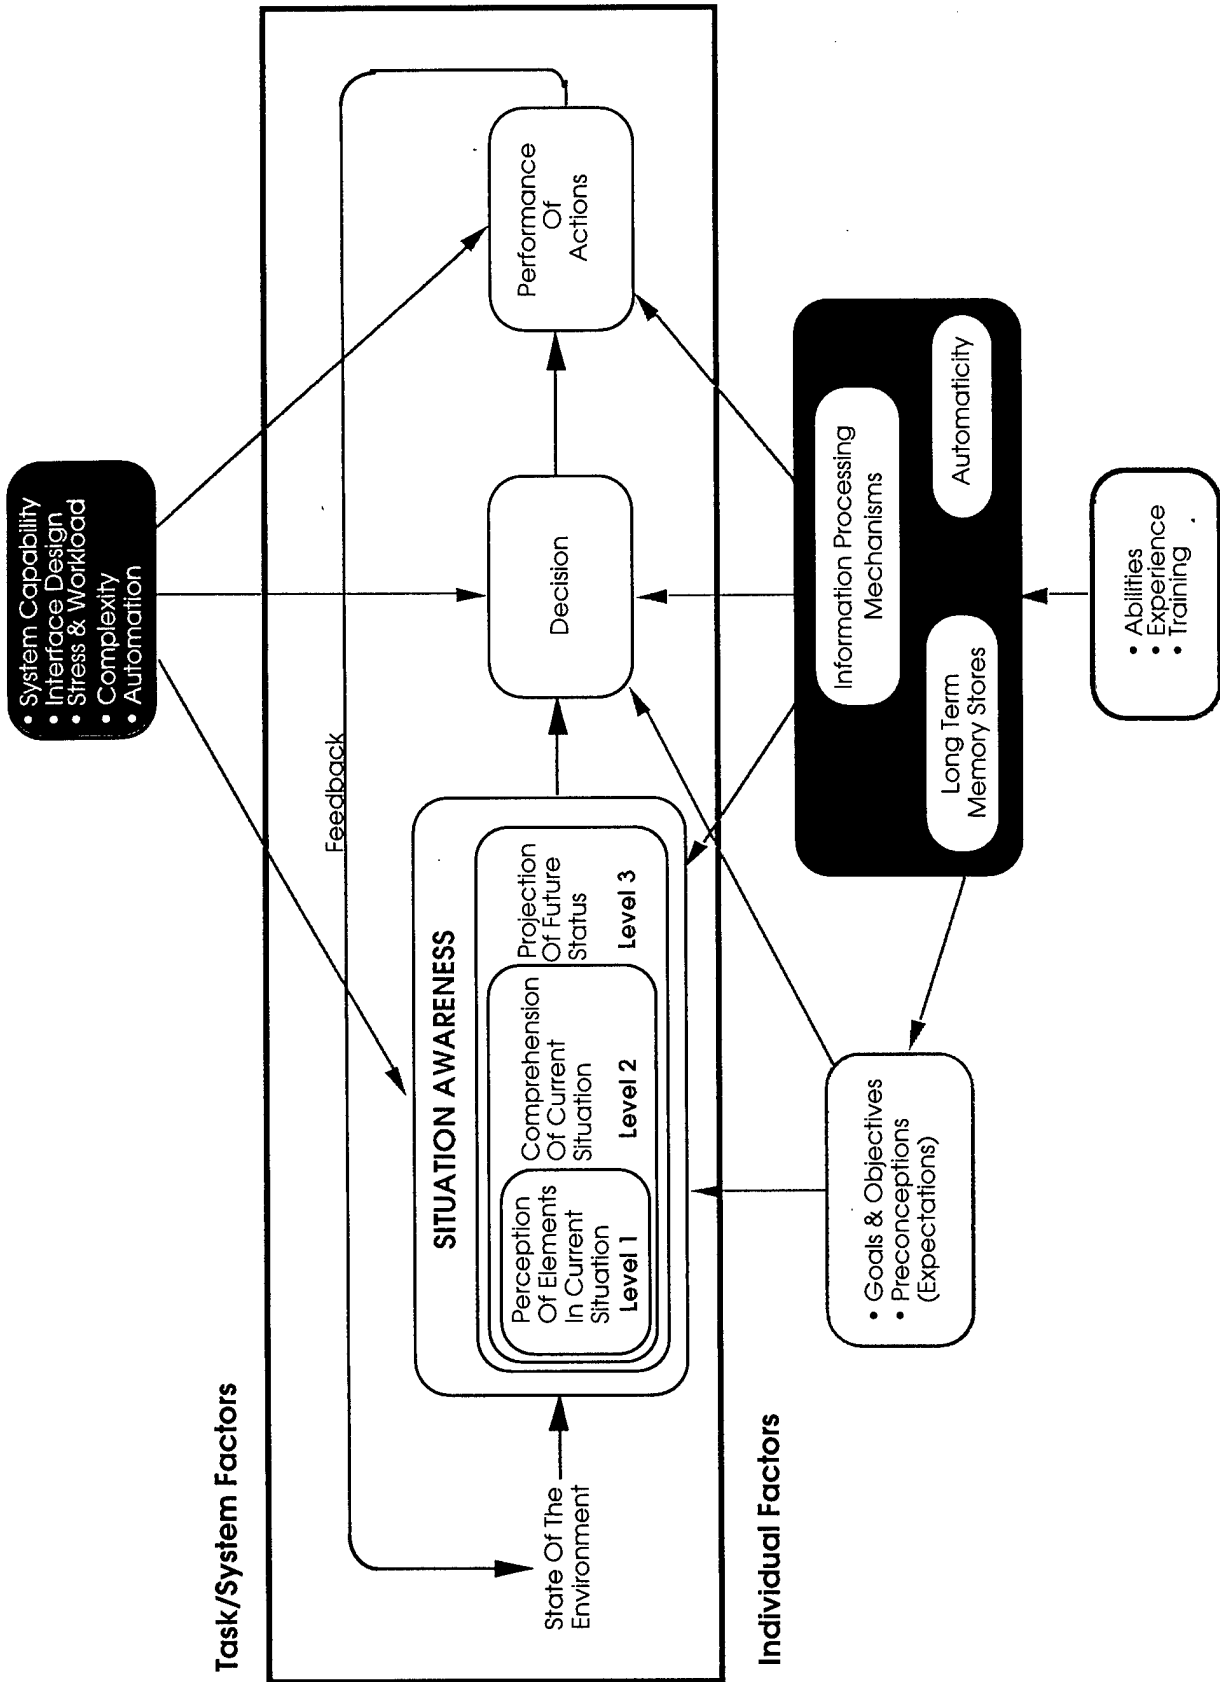 • System Capability
• Interface Design
• Stress & Workload
• Complexity
• Automation
Task/System Factors
Feedback
SITUATION AWARENESS
Perception
Of Elements
In Current
Situation
Level 1
Comprehension
Of Current
Situation
Level 2
Projection
Of Future
Status
Level 3
State Of The
Environment
Decision
Performance
Of
Actions
Individual Factors
• Goals & Objectives
• Preconceptions
(Expectations)
Information Processing
Mechanisms
Long Term
Memory Stores
Automaticity
• Abilities
• Experience
• Training